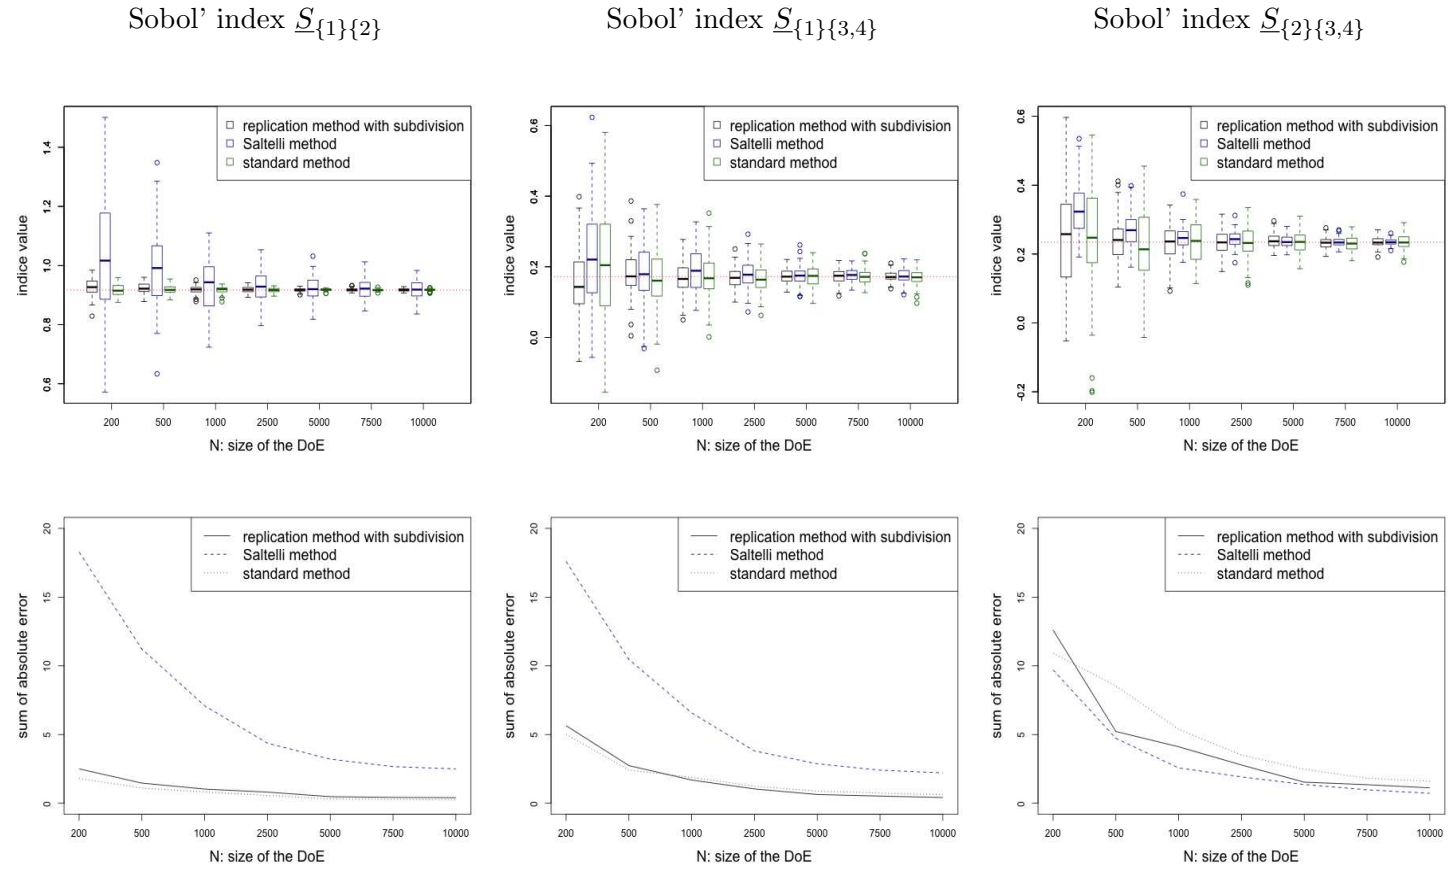 Sobol' index S{1}{2}
Sobol' index S{1}{3,4}
Sobol' index S{2}{3,4}
replication method with subdivision
Saltelli method
standard method
indice value
1.4
1.2
1.0
0.8
0.6
200 500 1000 2500 5000 7500 10000
N: size of the DoE
replication method with subdivision
Saltelli method
standard method
indice value
0.6
0.4
0.2
0.0
200 500 1000 2500 5000 7500 10000
N: size of the DoE
replication method with subdivision
Saltelli method
standard method
indice value
0.6
0.4
0.2
0.0
-0.2
200 500 1000 2500 5000 7500 10000
N: size of the DoE
replication method with subdivision
Saltelli method
standard method
sum of absolute error
20
15
10
5
0
200 500 1000 2500 5000 7500 10000
N: size of the DoE
replication method with subdivision
Saltelli method
standard method
sum of absolute error
20
15
10
5
0
200 500 1000 2500 5000 7500 10000
N: size of the DoE
replication method with subdivision
Saltelli method
standard method
sum of absolute error
20
15
10
5
0
200 500 1000 2500 5000 7500 10000
N: size of the DoE